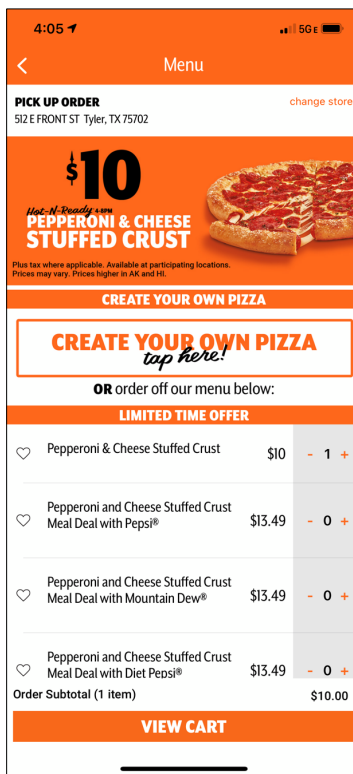 4:05
5G E
Menu
PICK UP ORDER
change store
512 E FRONT ST Tyler, TX 75702
$10
Hot-N-Ready 4-8PM
PEPPERONI & CHEESE
STUFFED CRUST
Plus tax where applicable. Available at participating locations.
Prices may vary. Prices higher in AK and HI.
CREATE YOUR OWN PIZZA
CREATE YOUR OWN PIZZA
tap here!
OR order off our menu below:
LIMITED TIME OFFER
Pepperoni & Cheese Stuffed Crust $10 - 1 +
Pepperoni and Cheese Stuffed Crust
Meal Deal with Pepsi® $13.49 - 0 +
Pepperoni and Cheese Stuffed Crust
Meal Deal with Mountain Dew® $13.49 - 0 +
Pepperoni and Cheese Stuffed Crust
Meal Deal with Diet Pepsi® $13.49 - 0 +
Order Subtotal (1 item) $10.00
VIEW CART